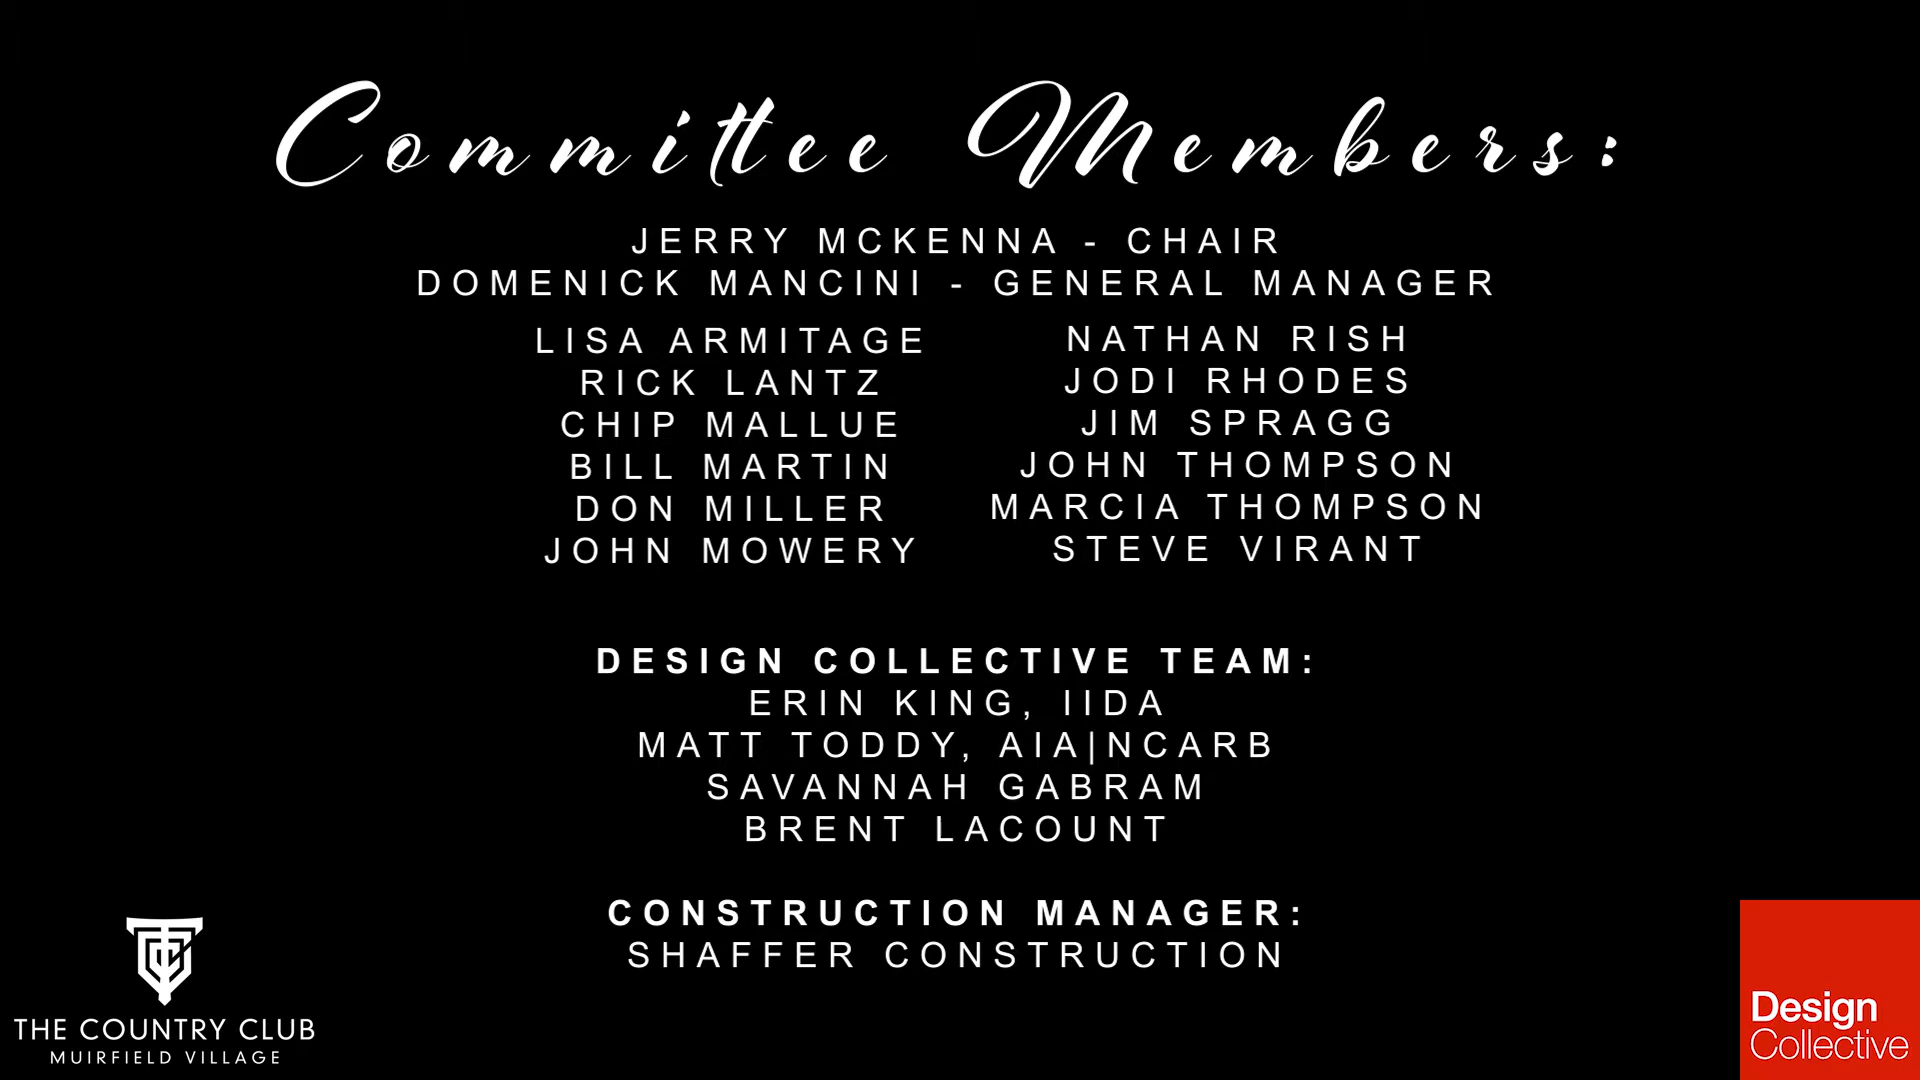 Committee Members:
JERRY MCKENNA - CHAIR
DOMENICK MANCINI - GENERAL MANAGER
LISA ARMITAGE
RICK LANTZ
CHIP MALLUE
BILL MARTIN
DON MILLER
JOHN MOWERY
NATHAN RISH
JODI RHODES
JIM SPRAGG
JOHN THOMPSON
MARCIA THOMPSON
STEVE VIRANT
DESIGN COLLECTIVE TEAM:
ERIN KING, IIDA
MATT TODDY, AIA|NCARB
SAVANNAH GABRAM
BRENT LACOUNT
CONSTRUCTION MANAGER:
SHAFFER CONSTRUCTION
THE COUNTRY CLUB
MUIRFIELD VILLAGE
Design
Collective